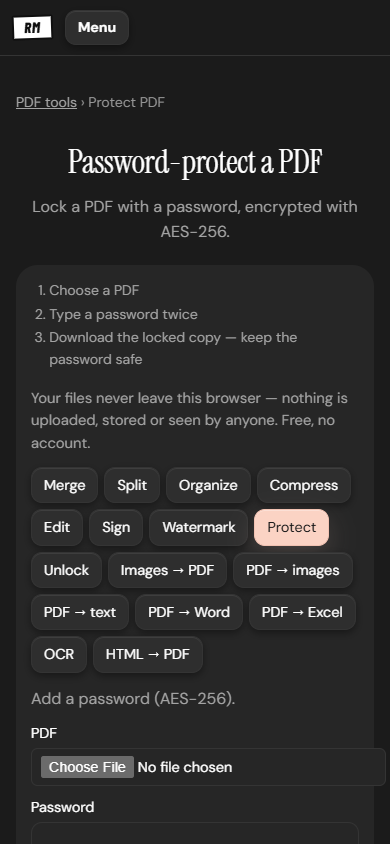 RM
Menu
PDF tools › Protect PDF
Password-protect a PDF
Lock a PDF with a password, encrypted with
AES-256.
1. Choose a PDF
2. Type a password twice
3. Download the locked copy — keep the
password safe
Your files never leave this browser — nothing is
uploaded, stored or seen by anyone. Free, no
account.
Merge Split Organize Compress
Edit Sign Watermark Protect
Unlock Images → PDF PDF → images
PDF → text PDF → Word PDF → Excel
OCR HTML → PDF
Add a password (AES-256).
PDF
Choose File No file chosen
Password